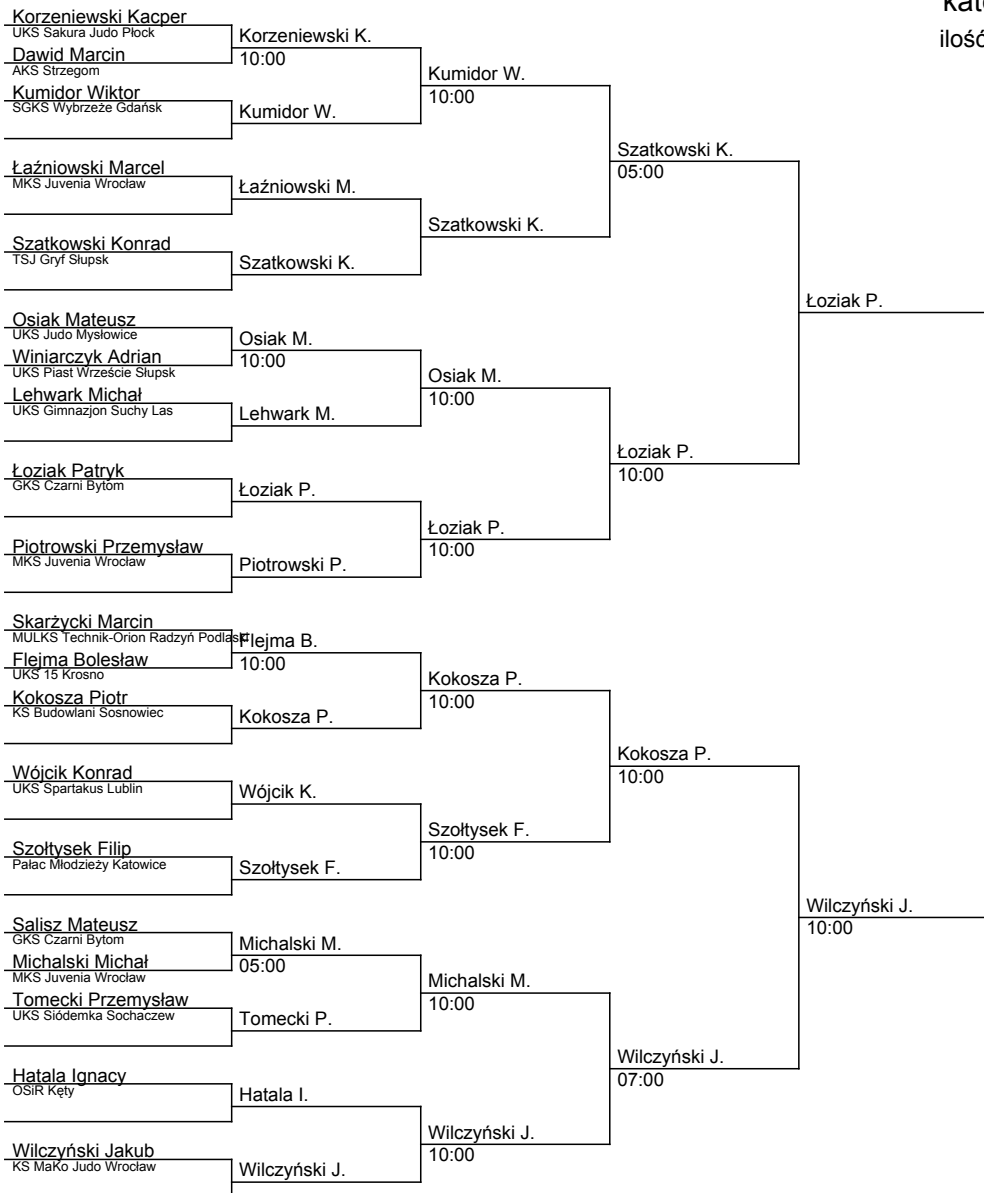 kate
ilość
Korzeniewski Kacper
UKS Sakura Judo Płock
Dawid Marcin
AKS Strzegom
Kumidor Wiktor
SGKS Wybrzeże Gdańsk
Łaźniowski Marcel
MKS Juvenia Wrocław
Szatkowski Konrad
TSJ Gryf Słupsk
Osiak Mateusz
UKS Judo Mysłowice
Winiarczyk Adrian
UKS Piast Wrzeście Słupsk
Lehwark Michał
UKS Gimnazjon Suchy Las
Łoziak Patryk
GKS Czarni Bytom
Piotrowski Przemysław
MKS Juvenia Wrocław
Skarżycki Marcin
MULKS Technik-Orion Radzyń Podlaski
Flejma Bolesław
UKS 15 Krosno
Kokosza Piotr
KS Budowlani Sosnowiec
Wójcik Konrad
UKS Spartakus Lublin
Szołtysek Filip
Pałac Młodzieży Katowice
Salisz Mateusz
GKS Czarni Bytom
Michalski Michał
MKS Juvenia Wrocław
Tomecki Przemysław
UKS Siódemka Sochaczew
Hatala Ignacy
OSiR Kęty
Wilczyński Jakub
KS MaKo Judo Wrocław
Korzeniewski K.
10:00
Kumidor W.
Łaźniowski M.
Szatkowski K.
Osiak M.
10:00
Lehwark M.
Łoziak P.
Piotrowski P.
Flejma B.
10:00
Kokosza P.
Wójcik K.
Szołtysek F.
Michalski M.
05:00
Tomecki P.
Hatala I.
Wilczyński J.
Kumidor W.
10:00
Szatkowski K.
Osiak M.
10:00
Łoziak P.
10:00
Kokosza P.
10:00
Szołtysek F.
10:00
Michalski M.
10:00
Wilczyński J.
10:00
Szatkowski K.
05:00
Łoziak P.
10:00
Kokosza P.
10:00
Wilczyński J.
07:00
Łoziak P.
Wilczyński J.
10:00